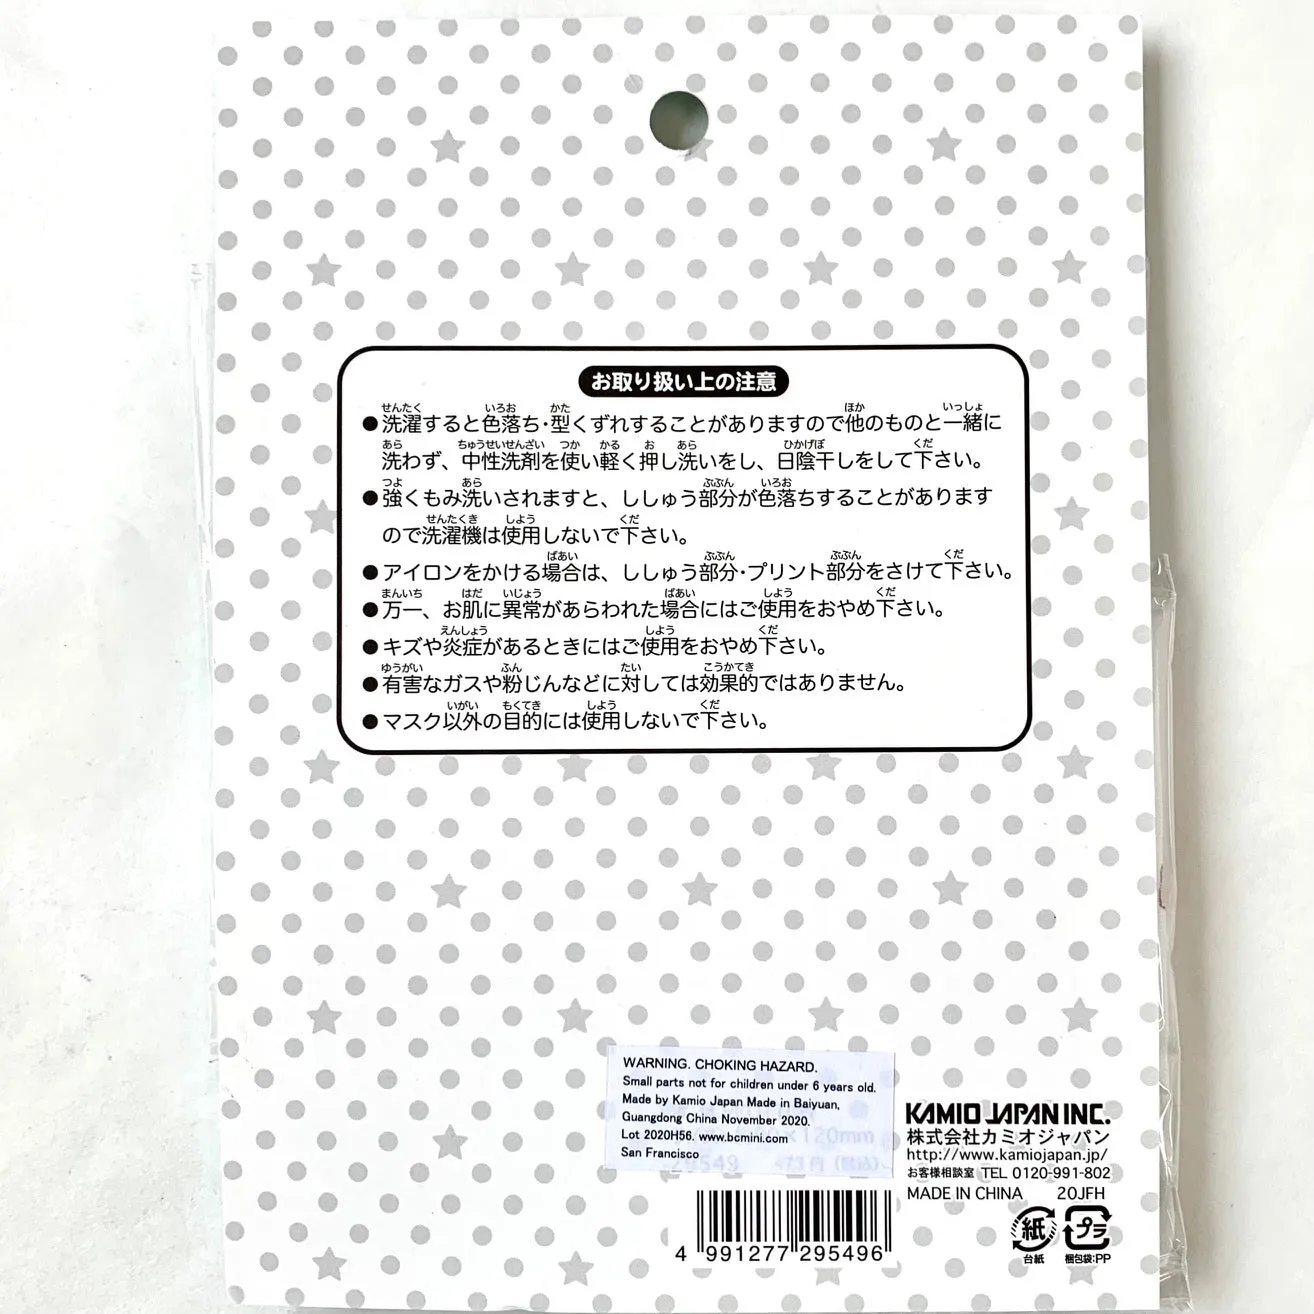 お取り扱い上の注意
●洗濯すると色落ち・型くずれすることがありますので他のものと一緒に
洗わず、中性洗剤を使い軽く押し洗いをし、日陰干しをして下さい。
●強くもみ洗いされますと、ししゅう部分が色落ちすることがあります
ので洗濯機は使用しないで下さい。
●アイロンをかける場合は、ししゅう部分・プリント部分をさけて下さい。
●万一、お肌に異常があらわれた場合にはご使用をおやめ下さい。
●キズや炎症があるときにはご使用をおやめ下さい。
●有害なガスや粉じんなどに対しては効果的ではありません。
●マスク以外の目的には使用しないで下さい。
WARNING. CHOKING HAZARD.
Small parts not for children under 6 years old.
Made by Kamio Japan Made in Baiyuan,
Guangdong China November 2020.
Lot 2020H56. www.bcmini.com
San Francisco
KAMIO JAPAN INC.
株式会社カミオジャパン
http://www.kamiojapan.jp/
お客様相談室 TEL 0120-991-802
MADE IN CHINA 20JFH
紙 プラ
台紙 梱包袋:PP
4 991277 295496